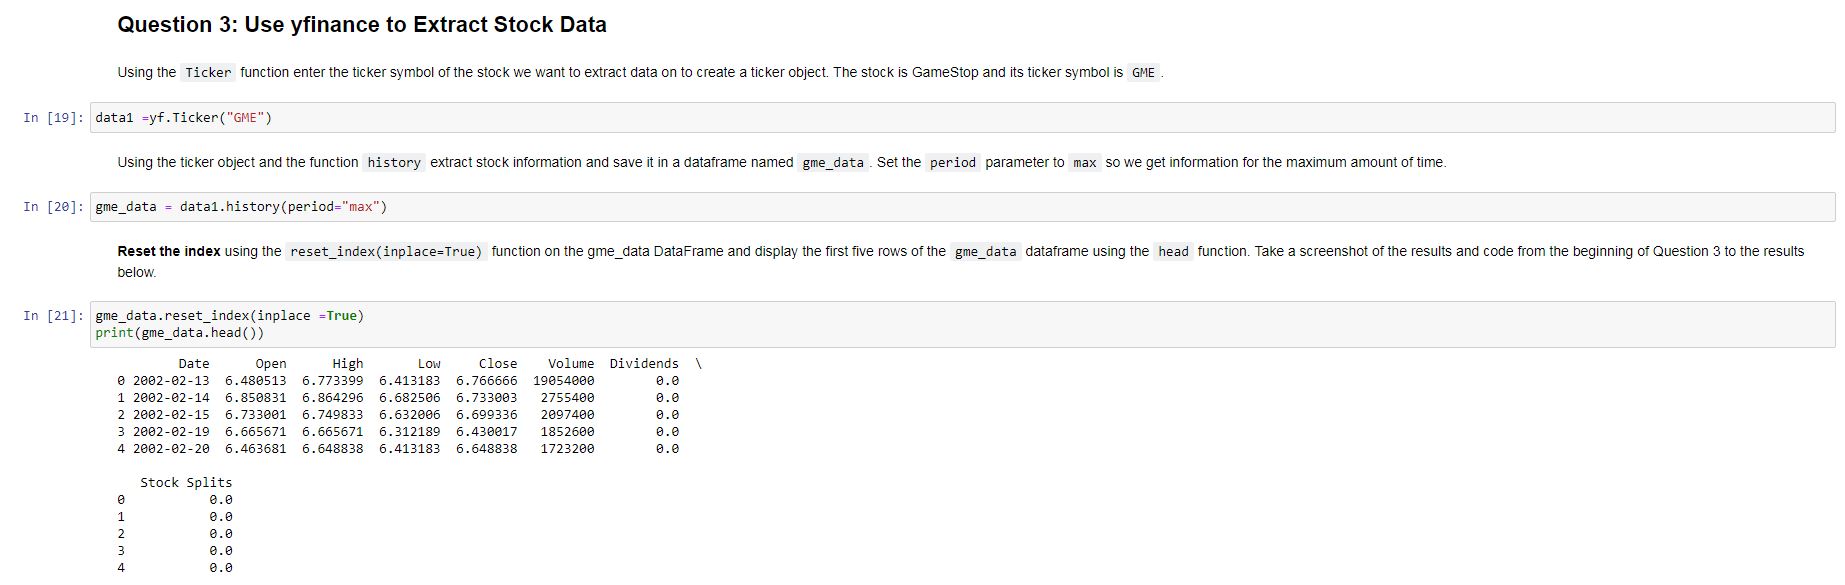 Question 3: Use yfinance to Extract Stock Data
Using the Ticker function enter the ticker symbol of the stock we want to extract data on to create a ticker object. The stock is GameStop and its ticker symbol is GME .
In [19]: data1 =yf.Ticker("GME")
Using the ticker object and the function history extract stock information and save it in a dataframe named gme_data . Set the period parameter to max so we get information for the maximum amount of time.
In [20]: gme_data = data1.history(period="max")
Reset the index using the reset_index(inplace=True) function on the gme_data DataFrame and display the first five rows of the gme_data dataframe using the head function. Take a screenshot of the results and code from the beginning of Question 3 to the results
below.
In [21]: gme_data.reset_index(inplace =True)
print(gme_data.head())
Date Open High Low Close Volume Dividends \
0 2002-02-13 6.480513 6.773399 6.413183 6.766666 19054000 0.0
1 2002-02-14 6.850831 6.864296 6.682506 6.733003 2755400 0.0
2 2002-02-15 6.733001 6.749833 6.632006 6.699336 2097400 0.0
3 2002-02-19 6.665671 6.665671 6.312189 6.430017 1852600 0.0
4 2002-02-20 6.463681 6.648838 6.413183 6.648838 1723200 0.0
Stock Splits
0 0.0
1 0.0
2 0.0
3 0.0
4 0.0